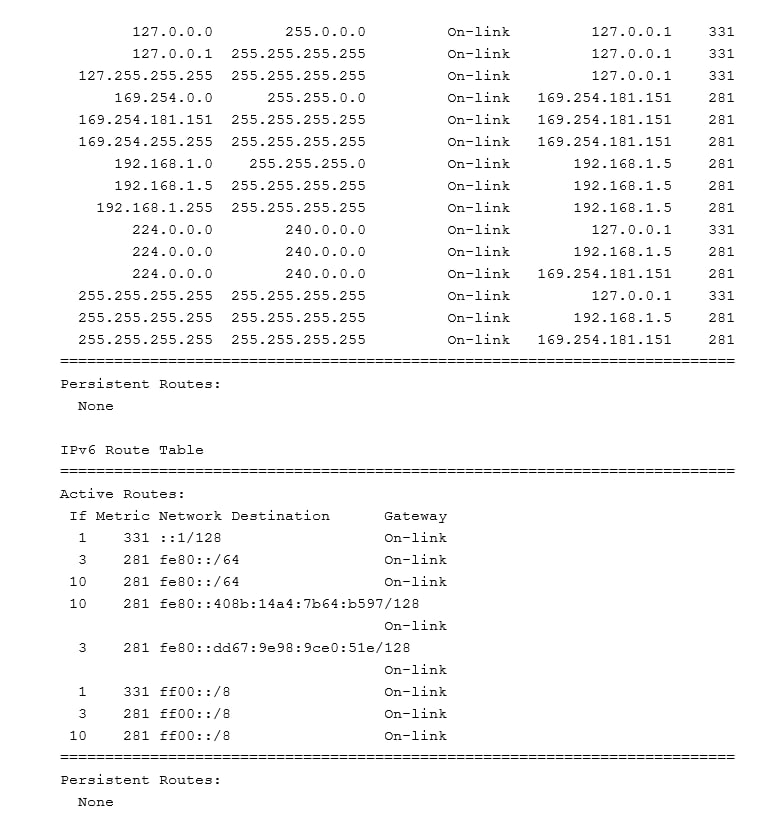 127.0.0.0 255.0.0.0 On-link 127.0.0.1 331
127.0.0.1 255.255.255.255 On-link 127.0.0.1 331
127.255.255.255 255.255.255.255 On-link 127.0.0.1 331
169.254.0.0 255.255.0.0 On-link 169.254.181.151 281
169.254.181.151 255.255.255.255 On-link 169.254.181.151 281
169.254.255.255 255.255.255.255 On-link 169.254.181.151 281
192.168.1.0 255.255.255.0 On-link 192.168.1.5 281
192.168.1.5 255.255.255.255 On-link 192.168.1.5 281
192.168.1.255 255.255.255.255 On-link 192.168.1.5 281
224.0.0.0 240.0.0.0 On-link 127.0.0.1 331
224.0.0.0 240.0.0.0 On-link 192.168.1.5 281
224.0.0.0 240.0.0.0 On-link 169.254.181.151 281
255.255.255.255 255.255.255.255 On-link 127.0.0.1 331
255.255.255.255 255.255.255.255 On-link 192.168.1.5 281
255.255.255.255 255.255.255.255 On-link 169.254.181.151 281
===========================================================================
Persistent Routes:
None
IPv6 Route Table
===========================================================================
Active Routes:
If Metric Network Destination Gateway
1 331 ::1/128 On-link
3 281 fe80::/64 On-link
10 281 fe80::/64 On-link
10 281 fe80::408b:14a4:7b64:b597/128
On-link
3 281 fe80::dd67:9e98:9ce0:51e/128
On-link
1 331 ff00::/8 On-link
3 281 ff00::/8 On-link
10 281 ff00::/8 On-link
===========================================================================
Persistent Routes:
None